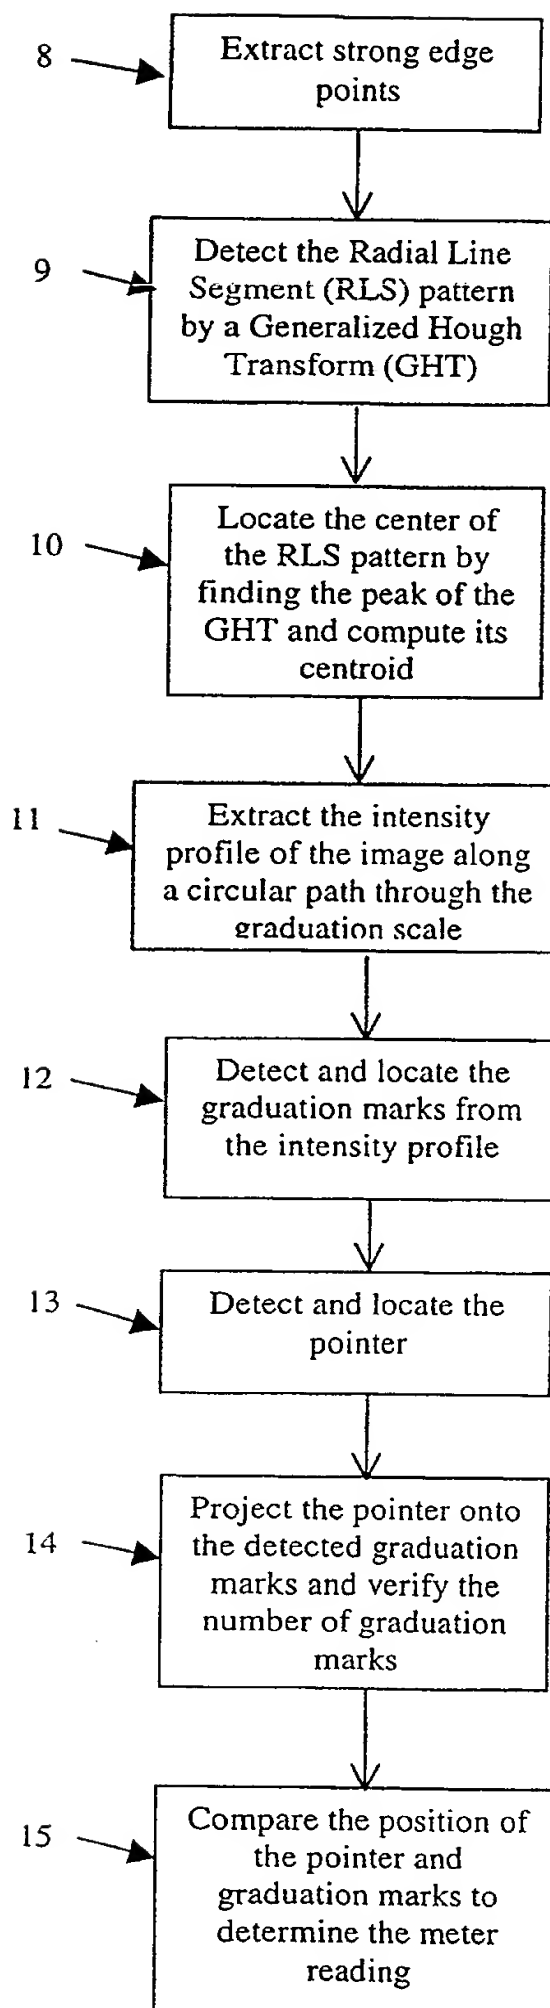 8
Extract strong edge
points
9
Detect the Radial Line
Segment (RLS) pattern
by a Generalized Hough
Transform (GHT)
10
Locate the center of
the RLS pattern by
finding the peak of the
GHT and compute its
centroid
11
Extract the intensity
profile of the image along
a circular path through the
graduation scale
12
Detect and locate the
graduation marks from
the intensity profile
13
Detect and locate the
pointer
14
Project the pointer onto
the detected graduation
marks and verify the
number of graduation
marks
15
Compare the position of
the pointer and
graduation marks to
determine the meter
reading